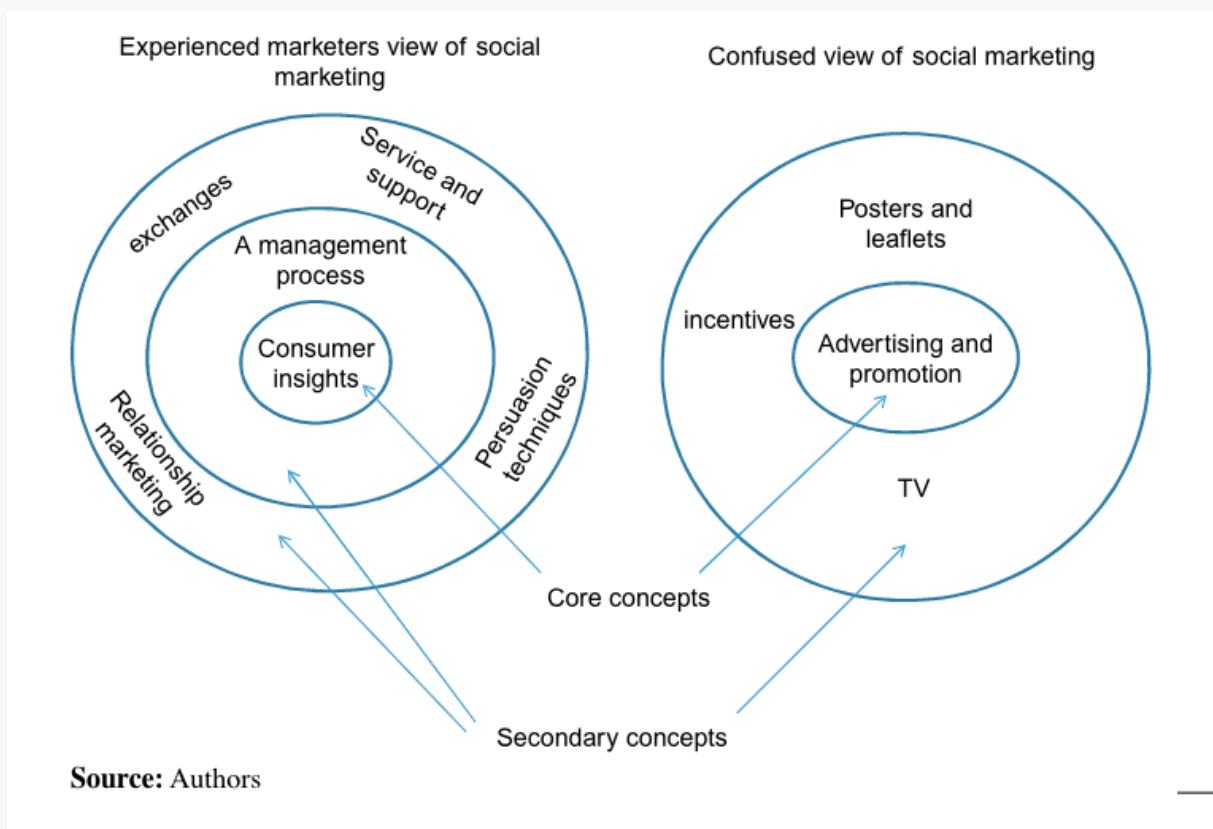 Experienced marketers view of social
marketing
Confused view of social marketing
Service and
support
exchanges
A management
process
Consumer
insights
Relationship
marketing
Persuasion
techniques
Posters and
leaflets
incentives
Advertising and
promotion
TV
Core concepts
Secondary concepts
Source: Authors